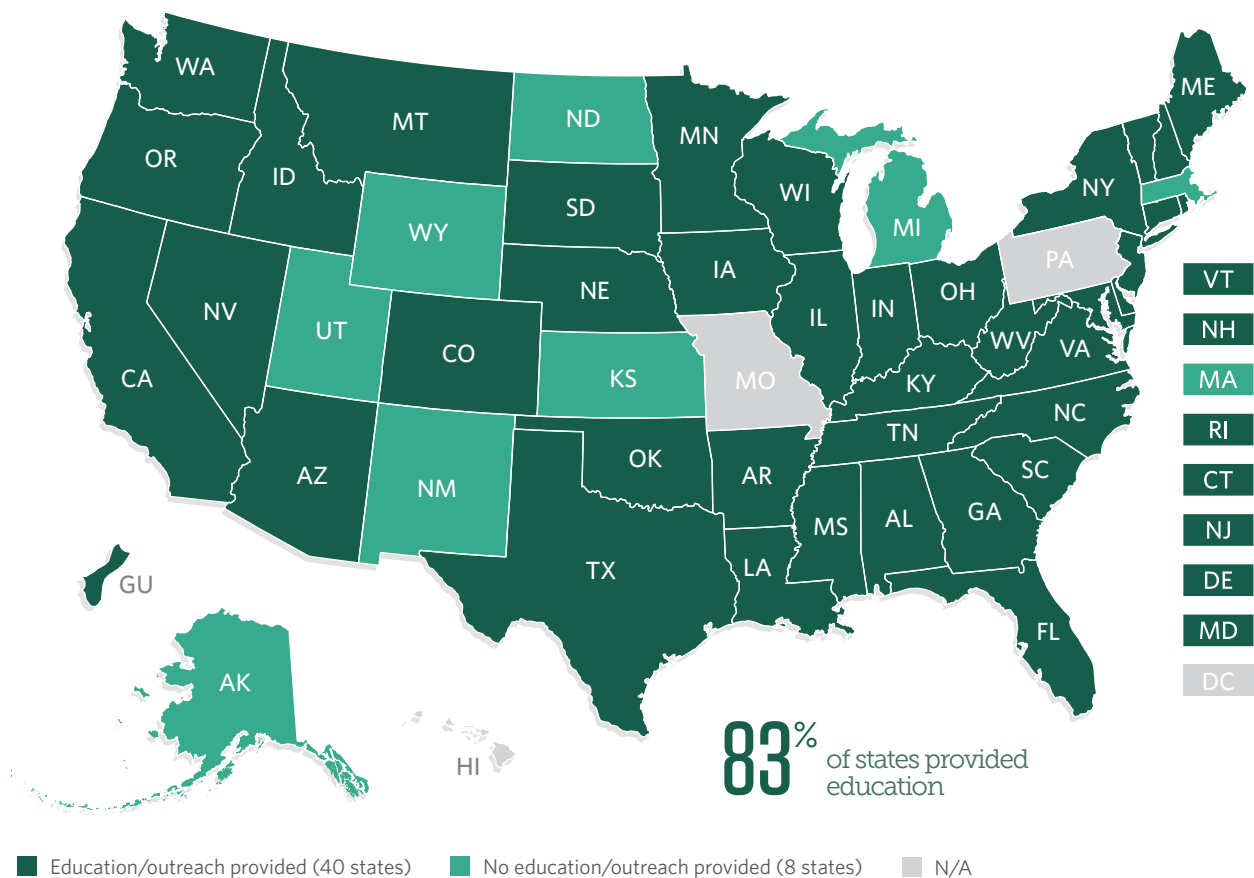 WA
MT
ND
MN
ME
OR
ID
SD
WI
NY
WY
MI
IA
PA
NE
NV
UT
IL
IN
OH
VT
CO
WV
VA
NH
CA
KS
MO
KY
MA
NC
TN
RI
AZ
NM
OK
AR
SC
CT
MS
AL
GA
NJ
GU
TX
LA
DE
FL
MD
AK
DC
HI
83% of states provided
education
Education/outreach provided (40 states)
No education/outreach provided (8 states)
N/A